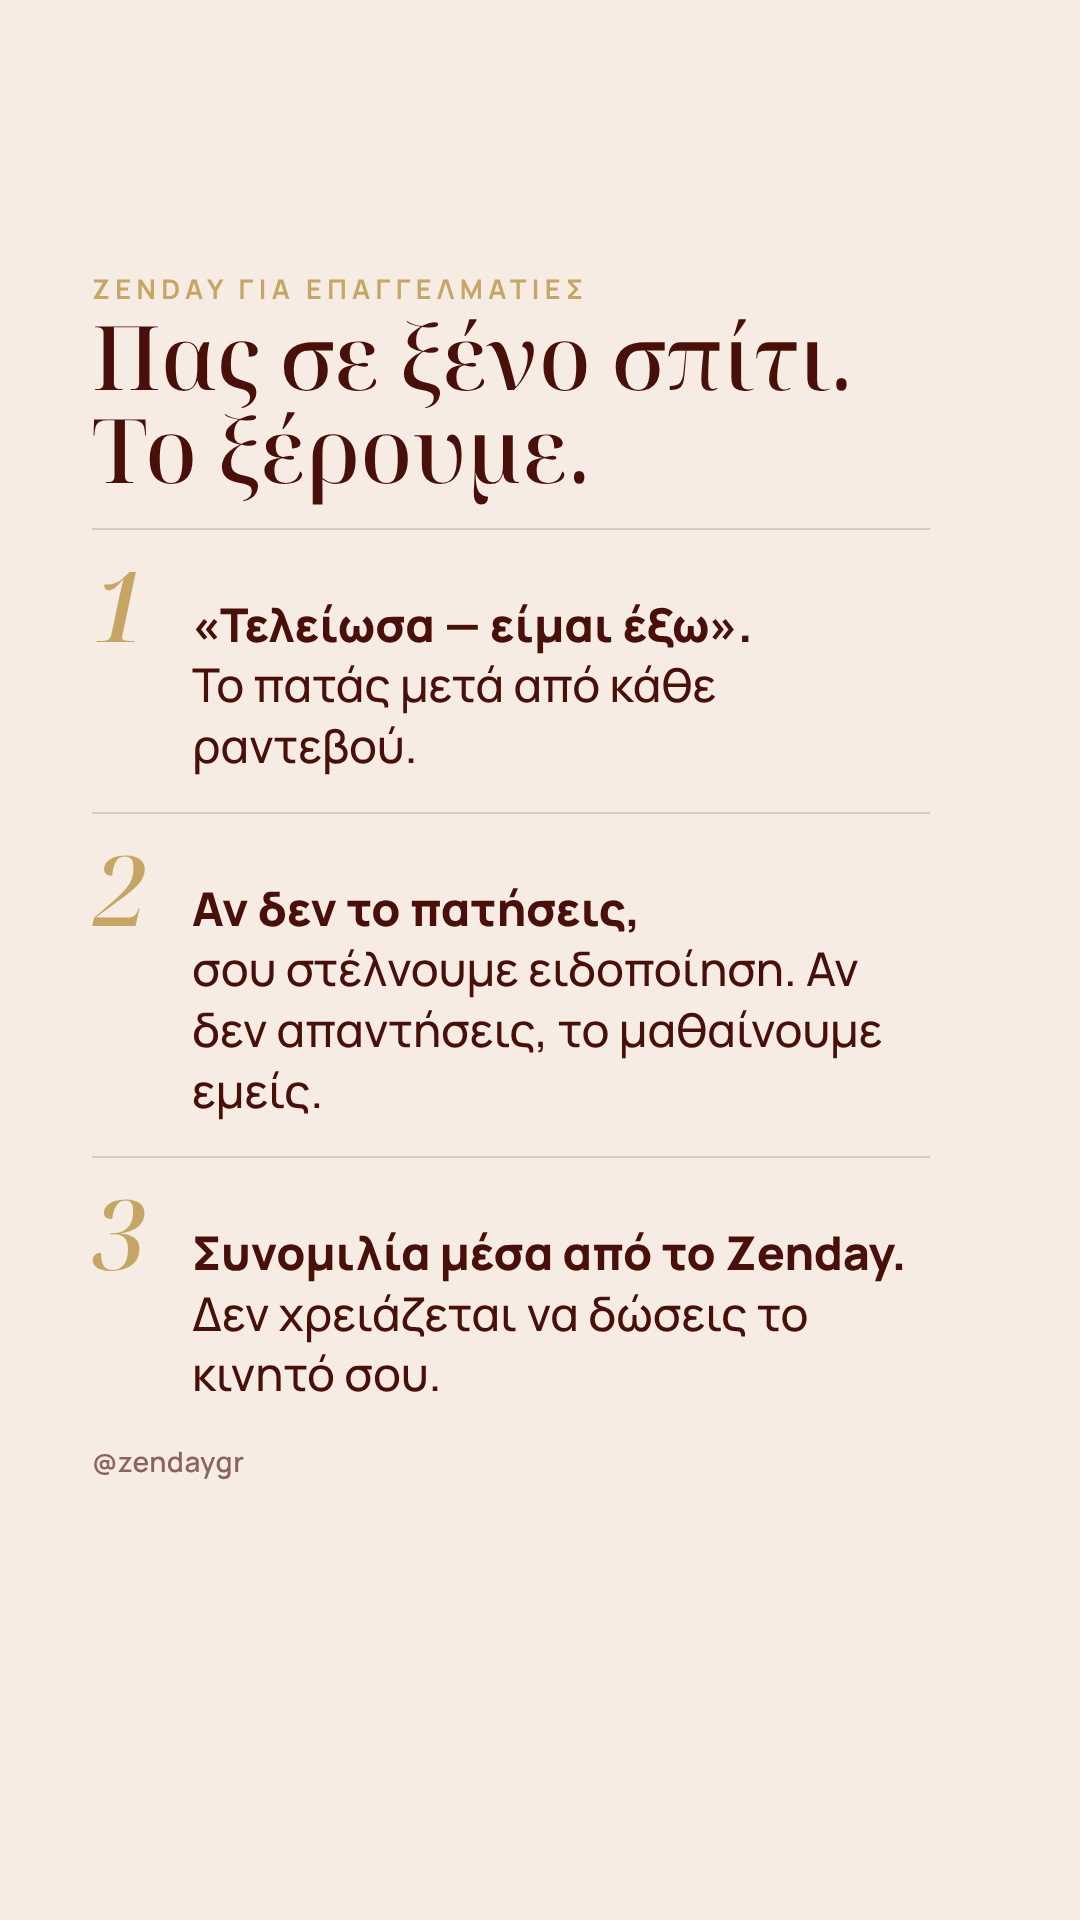 ZENDAY ΓΙΑ ΕΠΑΓΓΕΛΜΑΤΙΕΣ
Πας σε ξένο σπίτι.
Το ξέρουμε.
1
«Τελείωσα — είμαι έξω».
Το πατάς μετά από κάθε
ραντεβού.
2
Αν δεν το πατήσεις,
σου στέλνουμε ειδοποίηση. Αν
δεν απαντήσεις, το μαθαίνουμε
εμείς.
3
Συνομιλία μέσα από το Zenday.
Δεν χρειάζεται να δώσεις το
κινητό σου.
@zendaygr